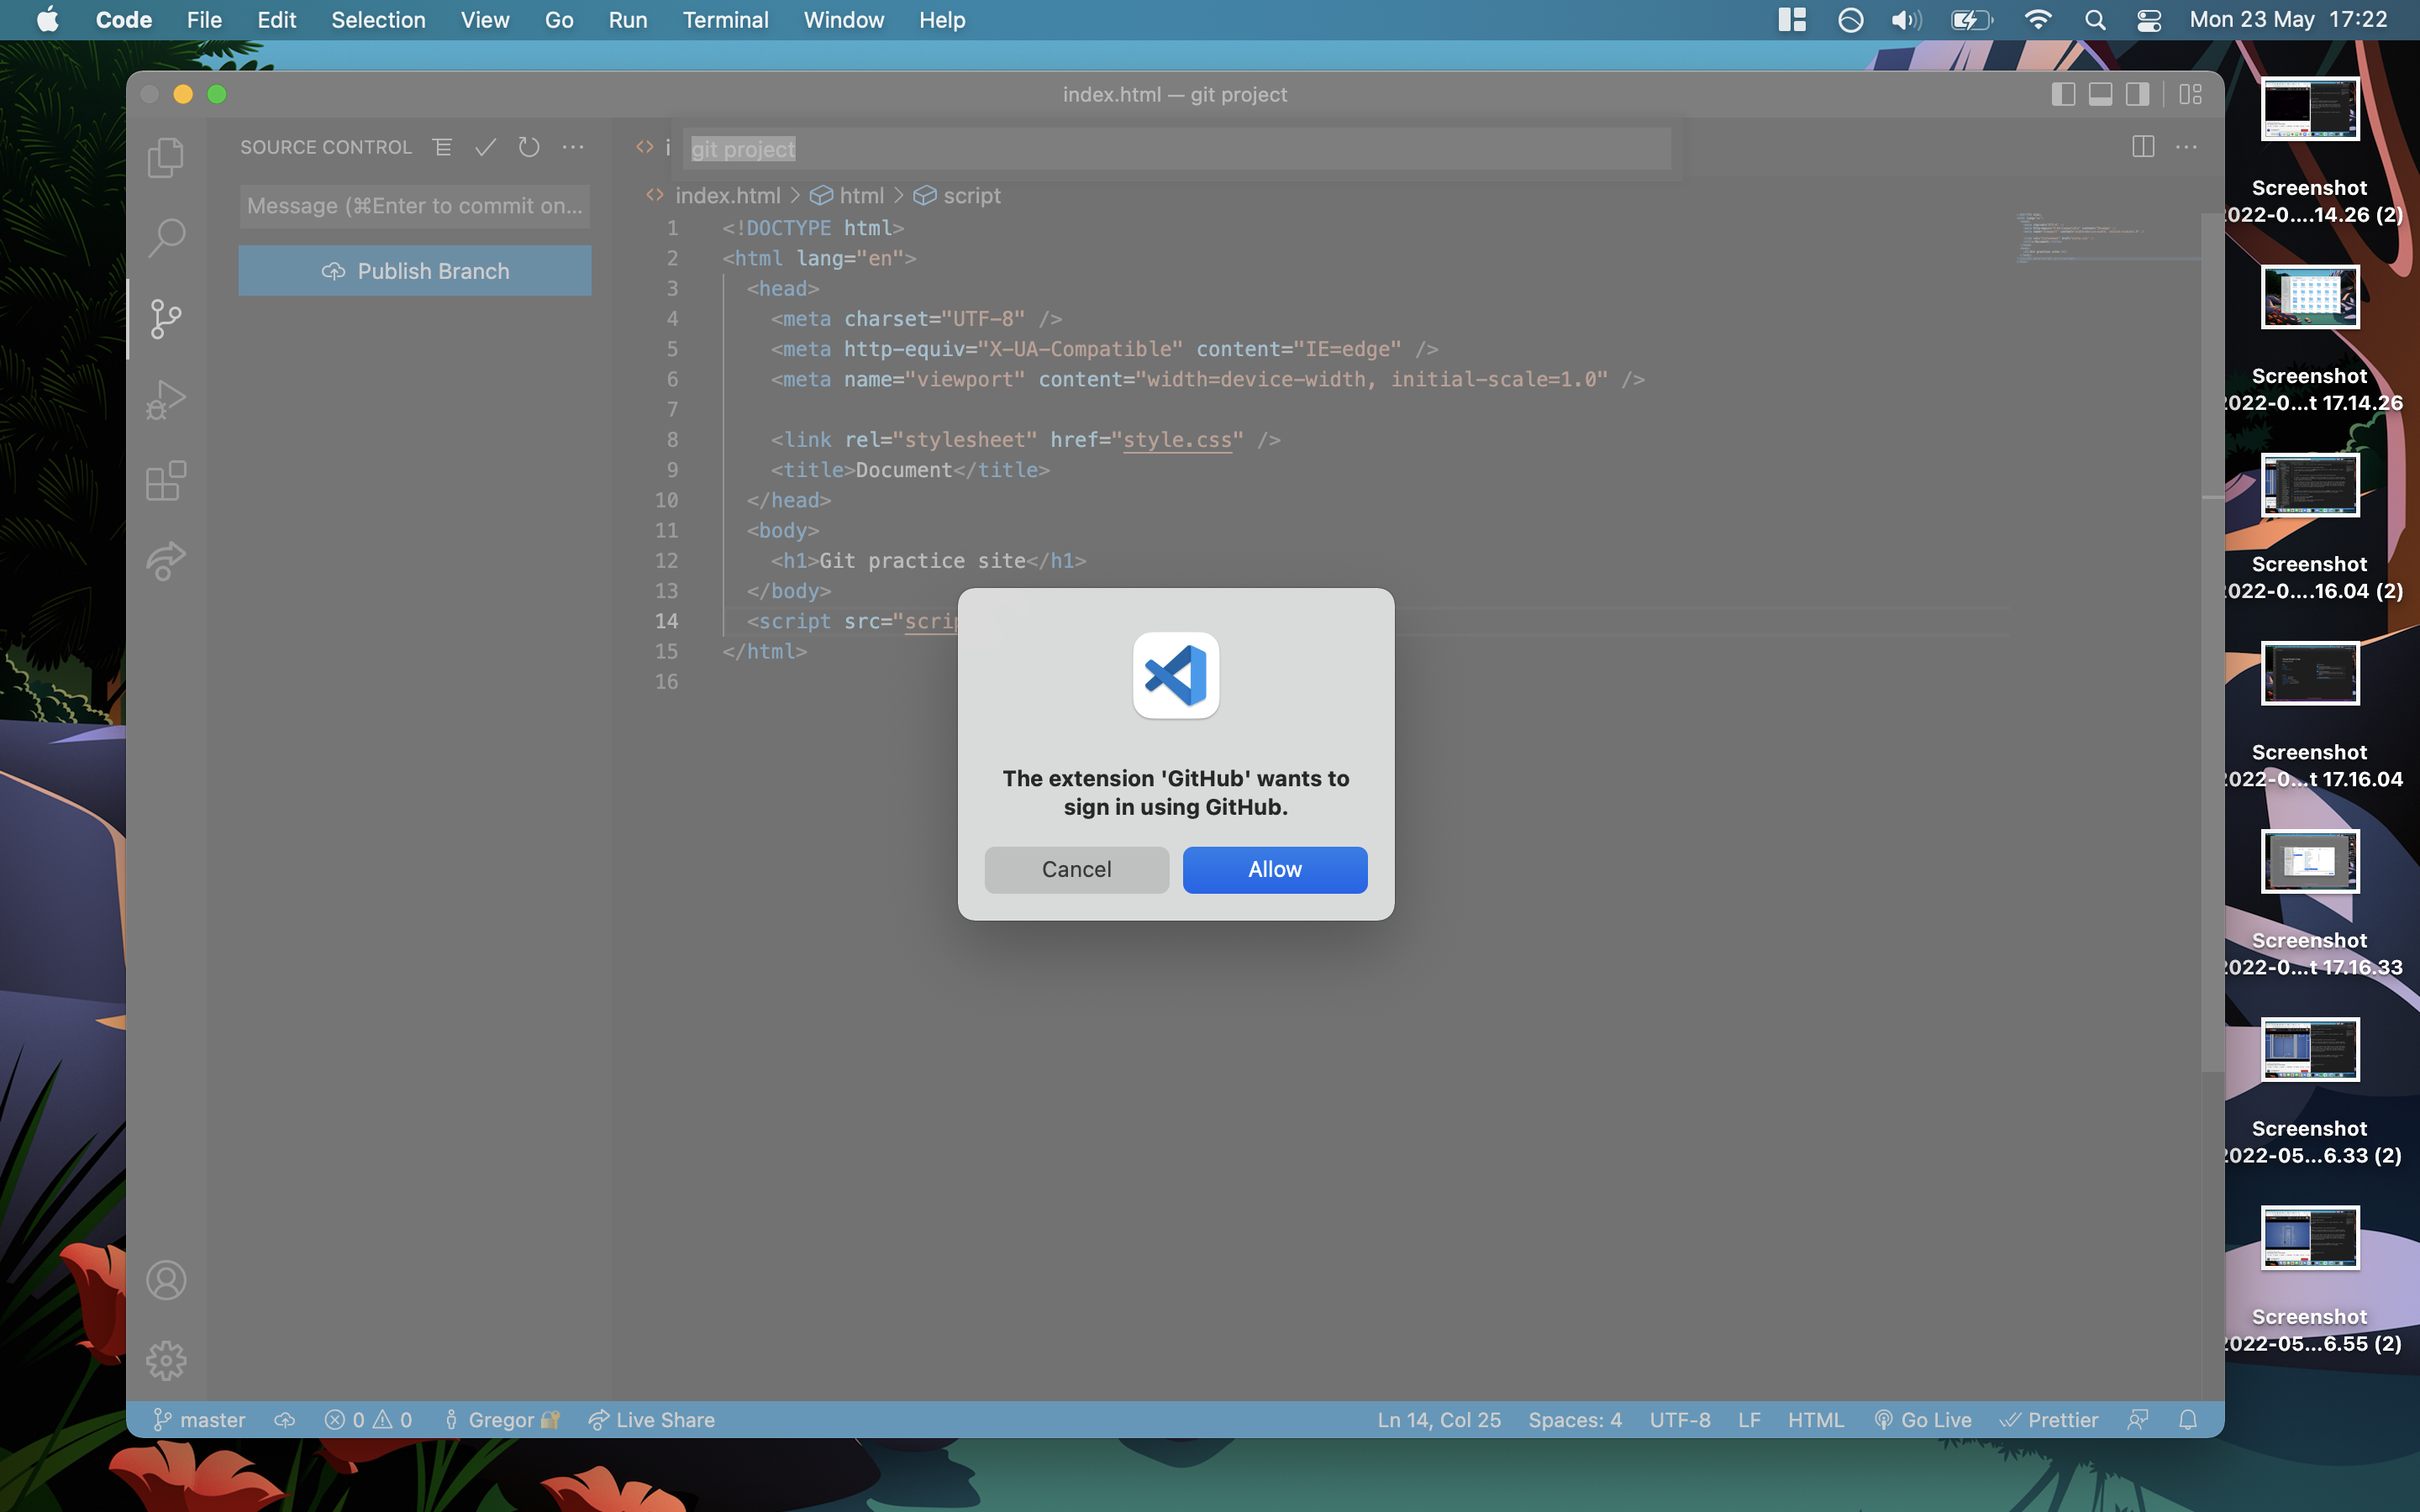 Code File Edit Selection View Go Run Terminal Window Help Mon 23 May 17:22
index.html — git project
SOURCE CONTROL
git project
Message (⌘Enter to commit on...
Publish Branch
index.html > html > script
1 <!DOCTYPE html>
2 <html lang="en">
3 <head>
4 <meta charset="UTF-8" />
5 <meta http-equiv="X-UA-Compatible" content="IE=edge" />
6 <meta name="viewport" content="width=device-width, initial-scale=1.0" />
7
8 <link rel="stylesheet" href="style.css" />
9 <title>Document</title>
10 </head>
11 <body>
12 <h1>Git practice site</h1>
13 </body>
14 <script src="scrip
15 </html>
16
The extension 'GitHub' wants to
sign in using GitHub.
Cancel Allow
master 0 0 Gregor Live Share Ln 14, Col 25 Spaces: 4 UTF-8 LF HTML Go Live Prettier
Screenshot
2022-0....14.26 (2)
Screenshot
2022-0...t 17.14.26
Screenshot
2022-0....16.04 (2)
Screenshot
2022-0...t 17.16.04
Screenshot
2022-0...t 17.16.33
Screenshot
2022-05...6.33 (2)
Screenshot
2022-05...6.55 (2)